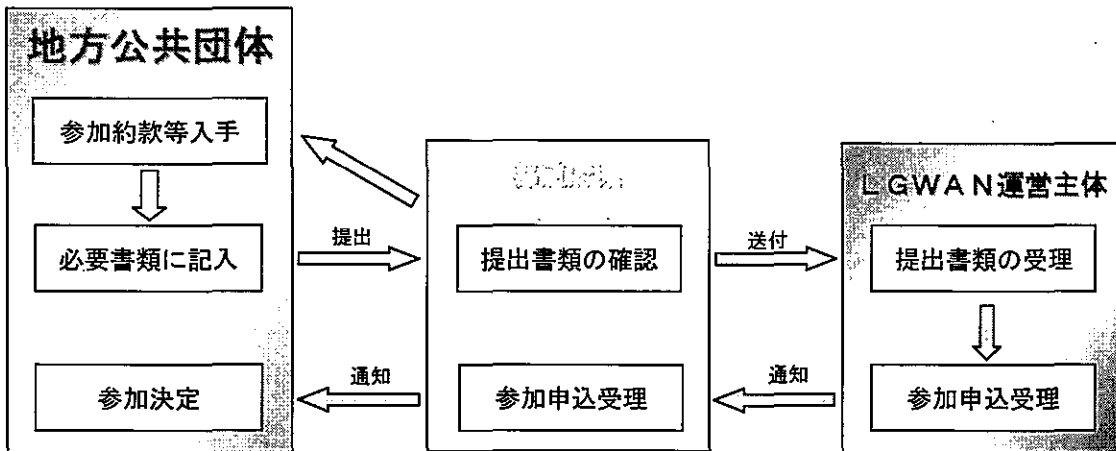 地方公共団体
参加約款等入手
必要書類に記入
参加決定
提出
通知
提出書類の確認
参加申込受理
送付
通知
LGWAN運営主体
提出書類の受理
参加申込受理